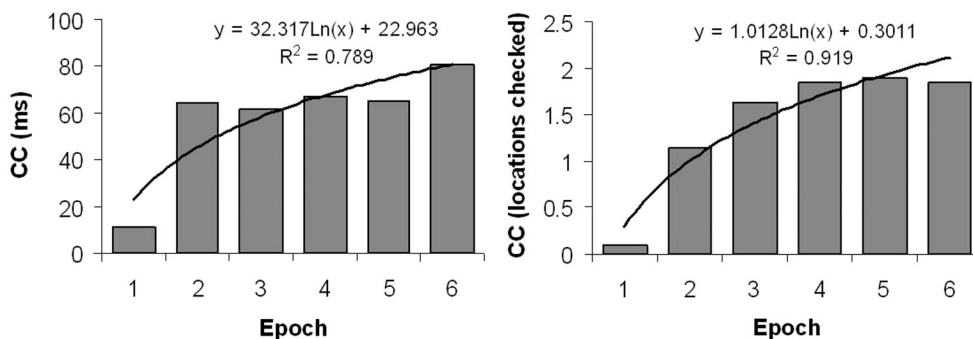 100
80
60
40
20
0
CC (ms)
y = 32.317Ln(x) + 22.963
R² = 0.789
1 2 3 4 5 6
Epoch
2.5
2
1.5
1
0.5
0
CC (locations checked)
y = 1.0128Ln(x) + 0.3011
R² = 0.919
1 2 3 4 5 6
Epoch